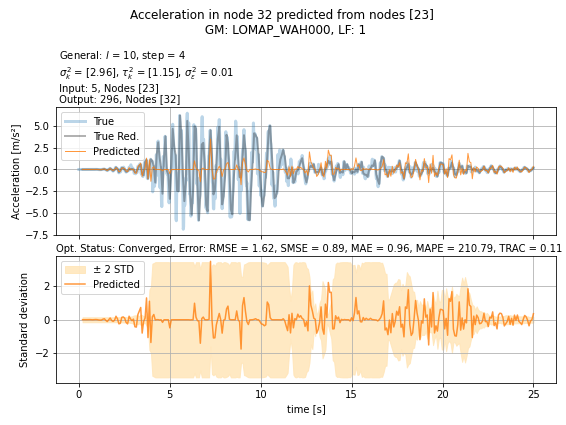 Acceleration in node 32 predicted from nodes [23]
GM: LOMAP_WAH000, LF: 1
General: l = 10, step = 4
σ_k^2 = [2.96], τ_k^2 = [1.15], σ_ε^2 = 0.01
Input: 5, Nodes [23]
Output: 296, Nodes [32]
True
True Red.
Predicted
Acceleration [m/s²]
5.0
2.5
0.0
−2.5
−5.0
−7.5
Opt. Status: Converged, Error: RMSE = 1.62, SMSE = 0.89, MAE = 0.96, MAPE = 210.79, TRAC = 0.11
± 2 STD
Predicted
Standard deviation
2
0
−2
0 5 10 15 20 25
time [s]